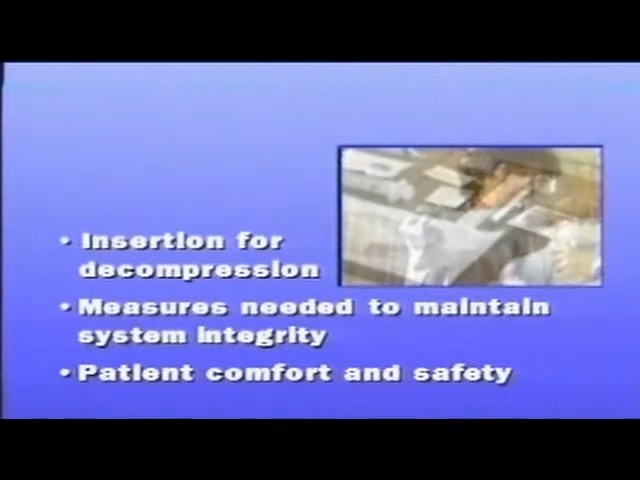 • Insertion for
decompression
• Measures needed to maintain
system integrity
• Patient comfort and safety